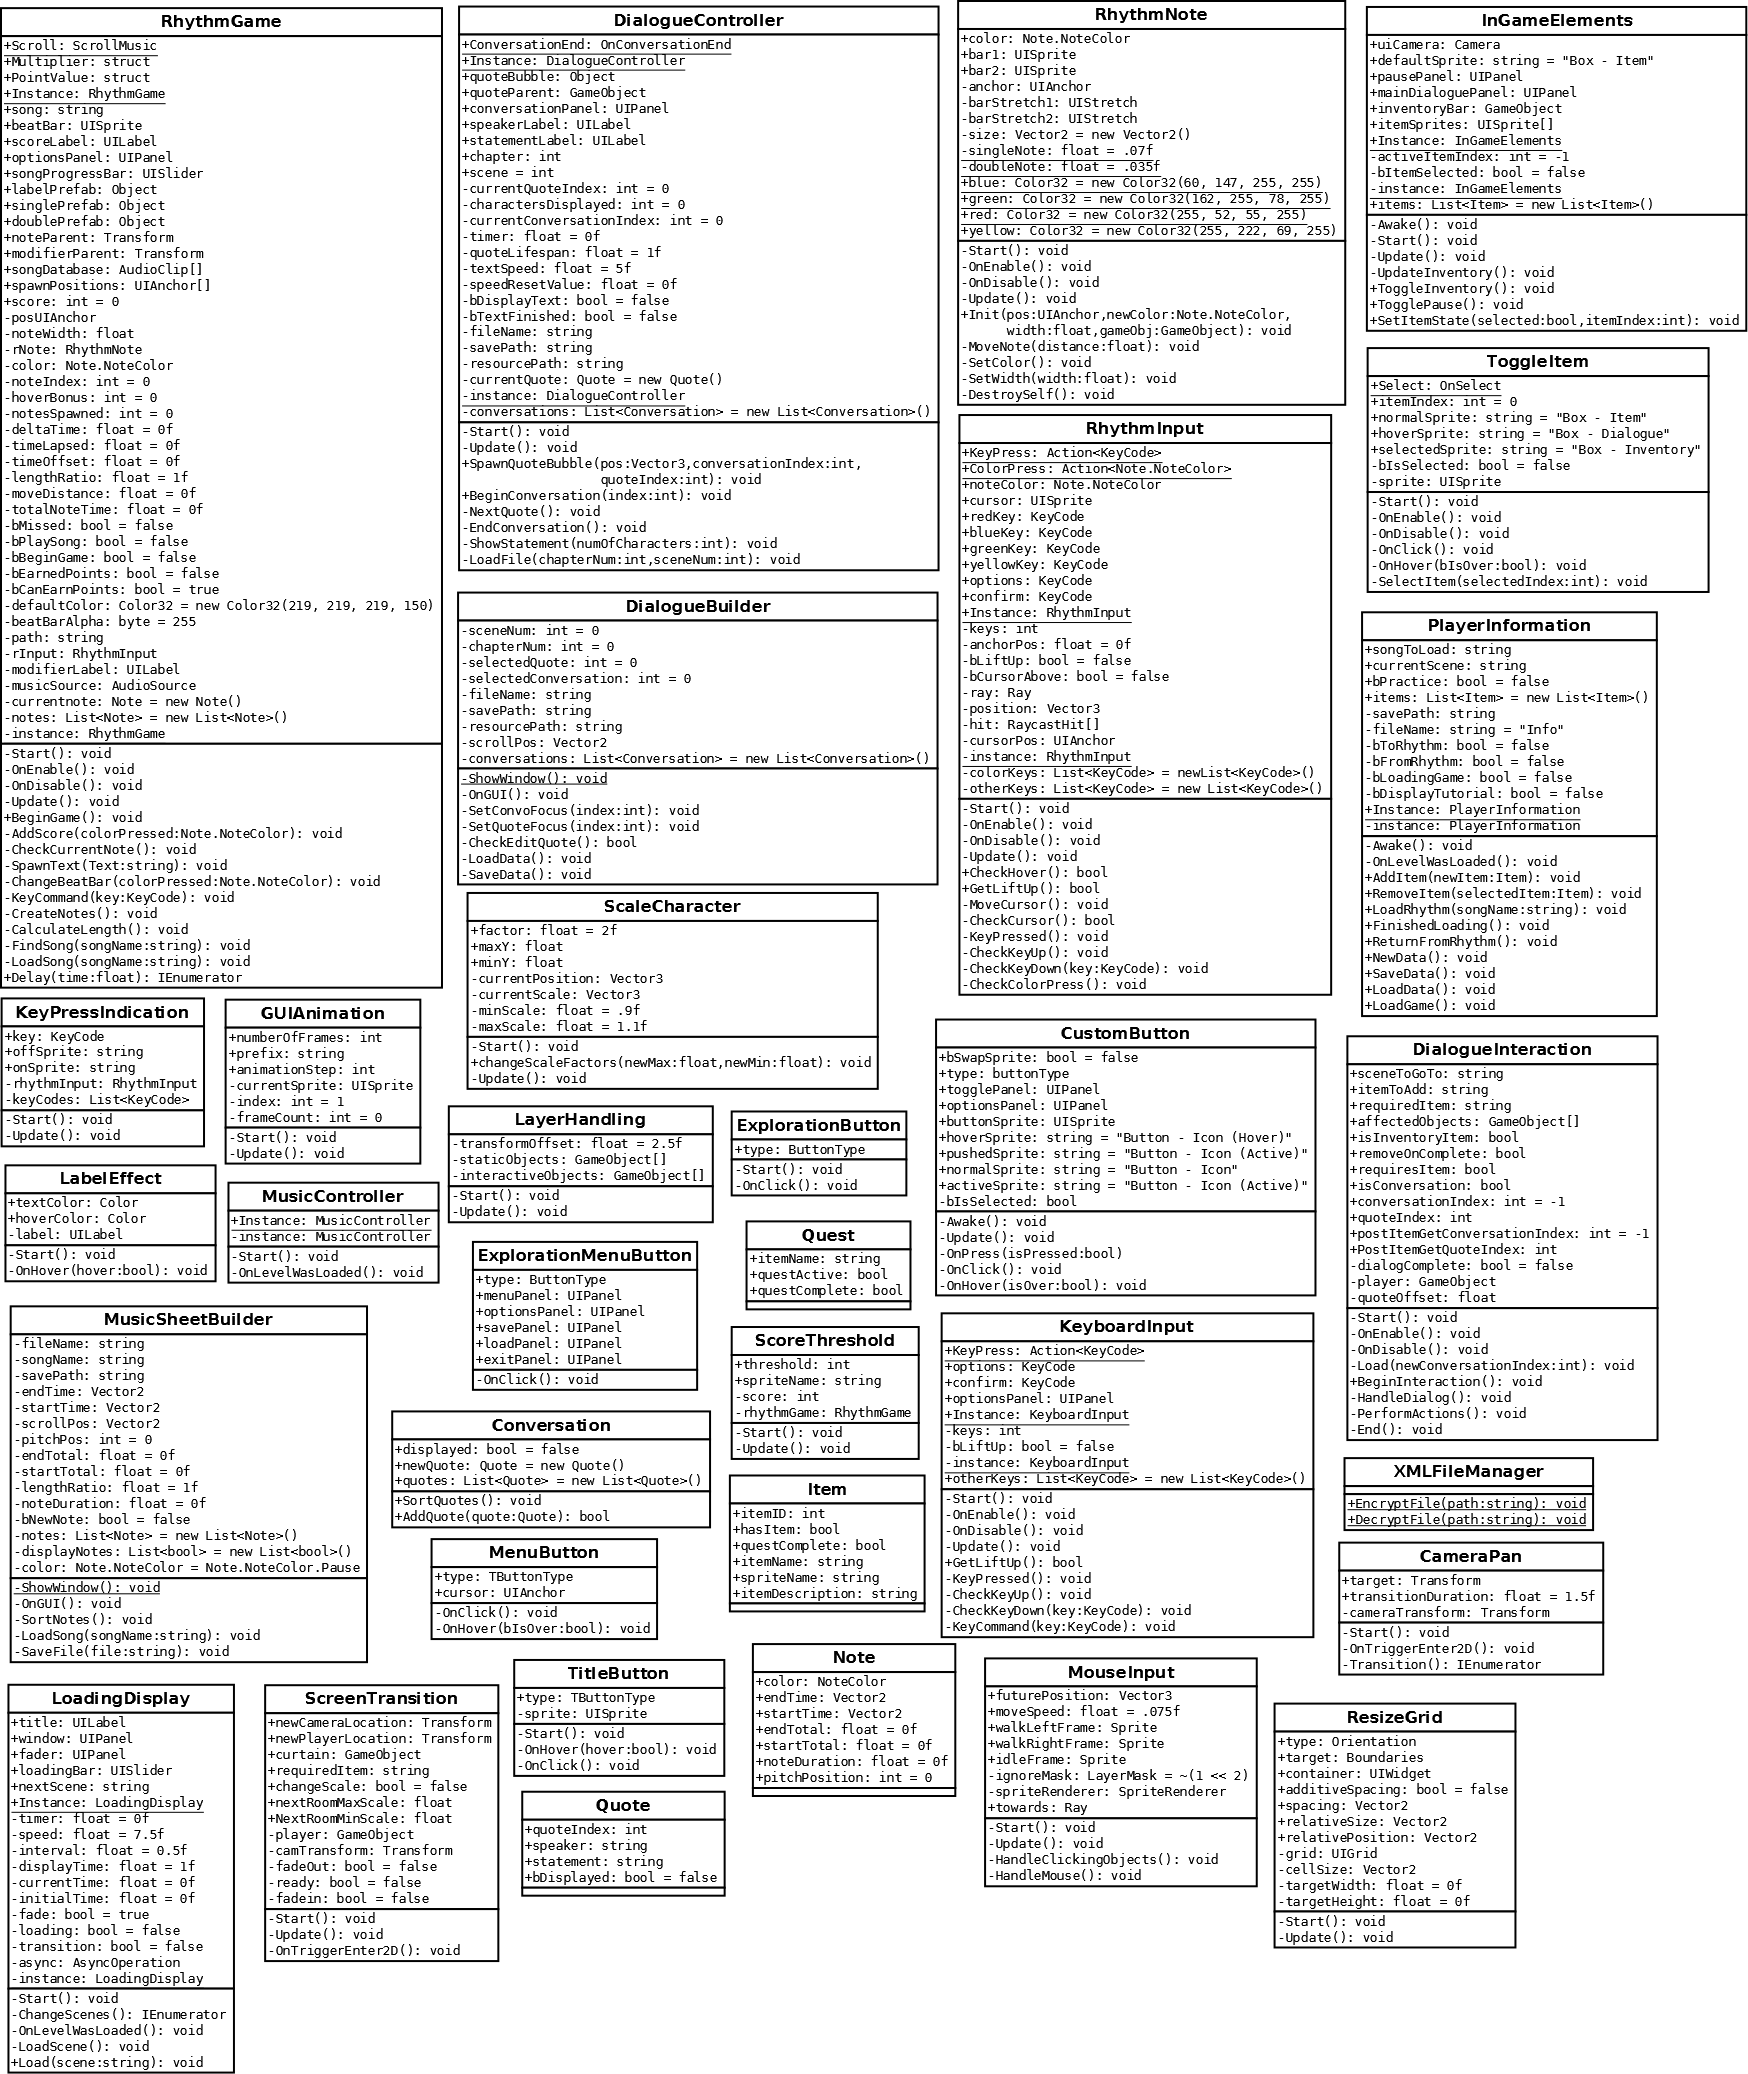 RhythmGame
+Scroll: ScrollMusic
+Multiplier: struct
+PointValue: struct
+Instance: RhythmGame
+song: string
+beatBar: UISprite
+scoreLabel: UILabel
+optionsPanel: UIPanel
+songProgressBar: UISlider
+labelPrefab: Object
+singlePrefab: Object
+doublePrefab: Object
+noteParent: Transform
+modifierParent: Transform
+songDatabase: AudioClip[]
+spawnPositions: UIAnchor[]
+score: int = 0
-posUIAnchor
-noteWidth: float
-rNote: RhythmNote
-color: Note.NoteColor
-noteIndex: int = 0
-hoverBonus: int = 0
-notesSpawned: int = 0
-deltaTime: float = 0f
-timeLapsed: float = 0f
-timeOffset: float = 0f
-lengthRatio: float = 1f
-moveDistance: float = 0f
-totalNoteTime: float = 0f
-bMissed: bool = false
-bPlaySong: bool = false
-bBeginGame: bool = false
-bEarnedPoints: bool = false
-bCanEarnPoints: bool = true
-defaultColor: Color32 = new Color32(219, 219, 219, 150)
-beatBarAlpha: byte = 255
-path: string
-rInput: RhythmInput
-modifierLabel: UILabel
-musicSource: AudioSource
-currentnote: Note = new Note()
-notes: List<Note> = new List<Note>()
-instance: RhythmGame
-Start(): void
-OnEnable(): void
-OnDisable(): void
-Update(): void
+BeginGame(): void
-AddScore(colorPressed:Note.NoteColor): void
-CheckCurrentNote(): void
-SpawnText(Text:string): void
-ChangeBeatBar(colorPressed:Note.NoteColor): void
-KeyCommand(key:KeyCode): void
-CreateNotes(): void
-CalculateLength(): void
-FindSong(songName:string): void
-LoadSong(songName:string): void
+Delay(time:float): IEnumerator
DialogueController
+ConversationEnd: OnConversationEnd
+Instance: DialogueController
+quoteBubble: Object
+quoteParent: GameObject
+conversationPanel: UIPanel
+speakerLabel: UILabel
+statementLabel: UILabel
+chapter: int
+scene = int
-currentQuoteIndex: int = 0
-charactersDisplayed: int = 0
-currentConversationIndex: int = 0
-timer: float = 0f
-quoteLifespan: float = 1f
-textSpeed: float = 5f
-speedResetValue: float = 0f
-bDisplayText: bool = false
-bTextFinished: bool = false
-fileName: string
-savePath: string
-resourcePath: string
-currentQuote: Quote = new Quote()
-instance: DialogueController
-conversations: List<Conversation> = new List<Conversation>()
-Start(): void
-Update(): void
+SpawnQuoteBubble(pos:Vector3,conversationIndex:int,
quoteIndex:int): void
+BeginConversation(index:int): void
-NextQuote(): void
-EndConversation(): void
-ShowStatement(numOfCharacters:int): void
-LoadFile(chapterNum:int,sceneNum:int): void
RhythmNote
+color: Note.NoteColor
+bar1: UISprite
+bar2: UISprite
-anchor: UIAnchor
-barStretch1: UIStretch
-barStretch2: UIStretch
-size: Vector2 = new Vector2()
-singleNote: float = .07f
-doubleNote: float = .035f
+blue: Color32 = new Color32(60, 147, 255, 255)
+green: Color32 = new Color32(162, 255, 78, 255)
+red: Color32 = new Color32(255, 52, 55, 255)
+yellow: Color32 = new Color32(255, 222, 69, 255)
-Start(): void
-OnEnable(): void
-OnDisable(): void
-Update(): void
+Init(pos:UIAnchor,newColor:Note.NoteColor,
width:float,gameObj:GameObject): void
-MoveNote(distance:float): void
-SetColor(): void
-SetWidth(width:float): void
-DestroySelf(): void
InGameElements
+uiCamera: Camera
+defaultSprite: string = "Box - Item"
+pausePanel: UIPanel
+mainDialoguePanel: UIPanel
+inventoryBar: GameObject
+itemSprites: UISprite[]
+Instance: InGameElements
-activeItemIndex: int = -1
-bItemSelected: bool = false
-instance: InGameElements
+items: List<Item> = new List<Item>()
-Awake(): void
-Start(): void
-Update(): void
-UpdateInventory(): void
+ToggleInventory(): void
+TogglePause(): void
+SetItemState(selected:bool,itemIndex:int): void
ToggleItem
+Select: OnSelect
+itemIndex: int = 0
+normalSprite: string = "Box - Item"
+hoverSprite: string = "Box - Dialogue"
+selectedSprite: string = "Box - Inventory"
-bIsSelected: bool = false
-sprite: UISprite
-Start(): void
-OnEnable(): void
-OnDisable(): void
-OnClick(): void
-OnHover(bIsOver:bool): void
-SelectItem(selectedIndex:int): void
RhythmInput
+KeyPress: Action<KeyCode>
+ColorPress: Action<Note.NoteColor>
+noteColor: Note.NoteColor
+cursor: UISprite
+redKey: KeyCode
+blueKey: KeyCode
+greenKey: KeyCode
+yellowKey: KeyCode
+options: KeyCode
+confirm: KeyCode
+Instance: RhythmInput
-keys: int
-anchorPos: float = 0f
-bLiftUp: bool = false
-bCursorAbove: bool = false
-ray: Ray
-position: Vector3
-hit: RaycastHit[]
-cursorPos: UIAnchor
-instance: RhythmInput
-colorKeys: List<KeyCode> = newList<KeyCode>()
-otherKeys: List<KeyCode> = new List<KeyCode>()
-Start(): void
-OnEnable(): void
-OnDisable(): void
-Update(): void
+CheckHover(): bool
+GetLiftUp(): bool
-MoveCursor(): void
-CheckCursor(): bool
-KeyPressed(): void
-CheckKeyUp(): void
-CheckKeyDown(key:KeyCode): void
-CheckColorPress(): void
DialogueBuilder
-sceneNum: int = 0
-chapterNum: int = 0
-selectedQuote: int = 0
-selectedConversation: int = 0
-fileName: string
-savePath: string
-resourcePath: string
-scrollPos: Vector2
-conversations: List<Conversation> = new List<Conversation>()
-ShowWindow(): void
-OnGUI(): void
-SetConvoFocus(index:int): void
-SetQuoteFocus(index:int): void
-CheckEditQuote(): bool
-LoadData(): void
-SaveData(): void
PlayerInformation
+songToLoad: string
+currentScene: string
+bPractice: bool = false
+items: List<Item> = new List<Item>()
-savePath: string
-fileName: string = "Info"
-bToRhythm: bool = false
-bFromRhythm: bool = false
-bLoadingGame: bool = false
-bDisplayTutorial: bool = false
+Instance: PlayerInformation
-instance: PlayerInformation
-Awake(): void
-OnLevelWasLoaded(): void
+AddItem(newItem:Item): void
+RemoveItem(selectedItem:Item): void
+LoadRhythm(songName:string): void
+FinishedLoading(): void
+ReturnFromRhythm(): void
+NewData(): void
+SaveData(): void
+LoadData(): void
+LoadGame(): void
ScaleCharacter
+factor: float = 2f
+maxY: float
+minY: float
-currentPosition: Vector3
-currentScale: Vector3
-minScale: float = .9f
-maxScale: float = 1.1f
-Start(): void
+changeScaleFactors(newMax:float,newMin:float): void
-Update(): void
KeyPressIndication
+key: KeyCode
+offSprite: string
+onSprite: string
-rhythmInput: RhythmInput
-keyCodes: List<KeyCode>
-Start(): void
-Update(): void
GUIAnimation
+numberOfFrames: int
+prefix: string
+animationStep: int
-currentSprite: UISprite
-index: int = 1
-frameCount: int = 0
-Start(): void
-Update(): void
CustomButton
+bSwapSprite: bool = false
+type: buttonType
+togglePanel: UIPanel
+optionsPanel: UIPanel
+buttonSprite: UISprite
+hoverSprite: string = "Button - Icon (Hover)"
+pushedSprite: string = "Button - Icon (Active)"
+normalSprite: string = "Button - Icon"
+activeSprite: string = "Button - Icon (Active)"
-bIsSelected: bool
-Awake(): void
-Update(): void
-OnPress(isPressed:bool)
-OnClick(): void
-OnHover(isOver:bool): void
DialogueInteraction
+sceneToGoTo: string
+itemToAdd: string
+requiredItem: string
+affectedObjects: GameObject[]
+isInventoryItem: bool
+removeOnComplete: bool
+requiresItem: bool
+isConversation: bool
+conversationIndex: int = -1
+quoteIndex: int
+postItemGetConversationIndex: int = -1
+PostItemGetQuoteIndex: int
-dialogComplete: bool = false
-player: GameObject
-quoteOffset: float
-Start(): void
-OnEnable(): void
-OnDisable(): void
-Load(newConversationIndex:int): void
+BeginInteraction(): void
-HandleDialog(): void
-PerformActions(): void
-End(): void
LayerHandling
-transformOffset: float = 2.5f
-staticObjects: GameObject[]
-interactiveObjects: GameObject[]
-Start(): void
-Update(): void
ExplorationButton
+type: ButtonType
-Start(): void
-OnClick(): void
LabelEffect
+textColor: Color
+hoverColor: Color
-label: UILabel
-Start(): void
-OnHover(hover:bool): void
MusicController
+Instance: MusicController
-instance: MusicController
-Start(): void
-OnLevelWasLoaded(): void
Quest
+itemName: string
+questActive: bool
+questComplete: bool
ExplorationMenuButton
+type: ButtonType
+menuPanel: UIPanel
+optionsPanel: UIPanel
+savePanel: UIPanel
+loadPanel: UIPanel
+exitPanel: UIPanel
-OnClick(): void
MusicSheetBuilder
-fileName: string
-songName: string
-savePath: string
-endTime: Vector2
-startTime: Vector2
-scrollPos: Vector2
-pitchPos: int = 0
-endTotal: float = 0f
-startTotal: float = 0f
-lengthRatio: float = 1f
-noteDuration: float = 0f
-bNewNote: bool = false
-notes: List<Note> = new List<Note>()
-displayNotes: List<bool> = new List<bool>()
-color: Note.NoteColor = Note.NoteColor.Pause
-ShowWindow(): void
-OnGUI(): void
-SortNotes(): void
-LoadSong(songName:string): void
-SaveFile(file:string): void
ScoreThreshold
+threshold: int
+spriteName: string
-score: int
-rhythmGame: RhythmGame
-Start(): void
-Update(): void
KeyboardInput
+KeyPress: Action<KeyCode>
+options: KeyCode
+confirm: KeyCode
+optionsPanel: UIPanel
+Instance: KeyboardInput
-keys: int
-bLiftUp: bool = false
-instance: KeyboardInput
+otherKeys: List<KeyCode> = new List<KeyCode>()
-Start(): void
-OnEnable(): void
-OnDisable(): void
-Update(): void
+GetLiftUp(): bool
-KeyPressed(): void
-CheckKeyUp(): void
-CheckKeyDown(key:KeyCode): void
-KeyCommand(key:KeyCode): void
Conversation
+displayed: bool = false
+newQuote: Quote = new Quote()
+quotes: List<Quote> = new List<Quote>()
+SortQuotes(): void
+AddQuote(quote:Quote): bool
XMLFileManager
+EncryptFile(path:string): void
+DecryptFile(path:string): void
Item
+itemID: int
+hasItem: bool
+questComplete: bool
+itemName: string
+spriteName: string
+itemDescription: string
MenuButton
+type: TButtonType
+cursor: UIAnchor
-OnClick(): void
-OnHover(bIsOver:bool): void
CameraPan
+target: Transform
+transitionDuration: float = 1.5f
-cameraTransform: Transform
-Start(): void
-OnTriggerEnter2D(): void
-Transition(): IEnumerator
LoadingDisplay
+title: UILabel
+window: UIPanel
+fader: UIPanel
+loadingBar: UISlider
+nextScene: string
+Instance: LoadingDisplay
-timer: float = 0f
-speed: float = 7.5f
-interval: float = 0.5f
-displayTime: float = 1f
-currentTime: float = 0f
-initialTime: float = 0f
-fade: bool = true
-loading: bool = false
-transition: bool = false
-async: AsyncOperation
-instance: LoadingDisplay
-Start(): void
-ChangeScenes(): IEnumerator
-OnLevelWasLoaded(): void
-LoadScene(): void
+Load(scene:string): void
ScreenTransition
+newCameraLocation: Transform
+newPlayerLocation: Transform
+curtain: GameObject
+requiredItem: string
+changeScale: bool = false
+nextRoomMaxScale: float
+NextRoomMinScale: float
-player: GameObject
-camTransform: Transform
-fadeOut: bool = false
-ready: bool = false
-fadein: bool = false
-Start(): void
-Update(): void
-OnTriggerEnter2D(): void
TitleButton
+type: TButtonType
-sprite: UISprite
-Start(): void
-OnHover(hover:bool): void
-OnClick(): void
Note
+color: NoteColor
+endTime: Vector2
+startTime: Vector2
+endTotal: float = 0f
+startTotal: float = 0f
+noteDuration: float = 0f
+pitchPosition: int = 0
MouseInput
+futurePosition: Vector3
+moveSpeed: float = .075f
+walkLeftFrame: Sprite
+walkRightFrame: Sprite
+idleFrame: Sprite
-ignoreMask: LayerMask = ~(1 << 2)
-spriteRenderer: SpriteRenderer
+towards: Ray
-Start(): void
-Update(): void
-HandleClickingObjects(): void
-HandleMouse(): void
ResizeGrid
+type: Orientation
+target: Boundaries
+container: UIWidget
+additiveSpacing: bool = false
+spacing: Vector2
+relativeSize: Vector2
+relativePosition: Vector2
-grid: UIGrid
-cellSize: Vector2
-targetWidth: float = 0f
-targetHeight: float = 0f
-Start(): void
-Update(): void
Quote
+quoteIndex: int
+speaker: string
+statement: string
+bDisplayed: bool = false